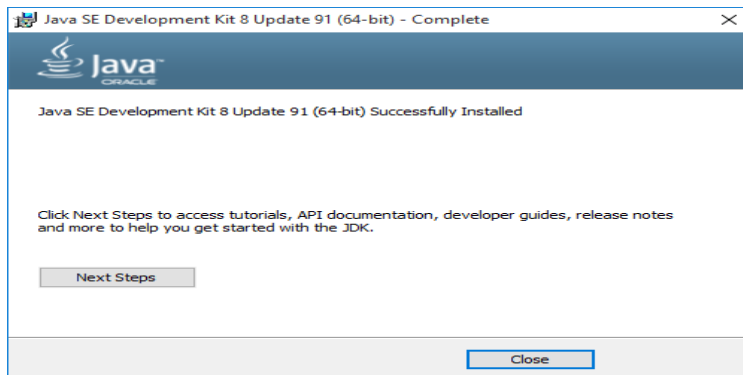 Java SE Development Kit 8 Update 91 (64-bit) - Complete
Java
ORACLE
Java SE Development Kit 8 Update 91 (64-bit) Successfully Installed
Click Next Steps to access tutorials, API documentation, developer guides, release notes
and more to help you get started with the JDK.
Next Steps
Close